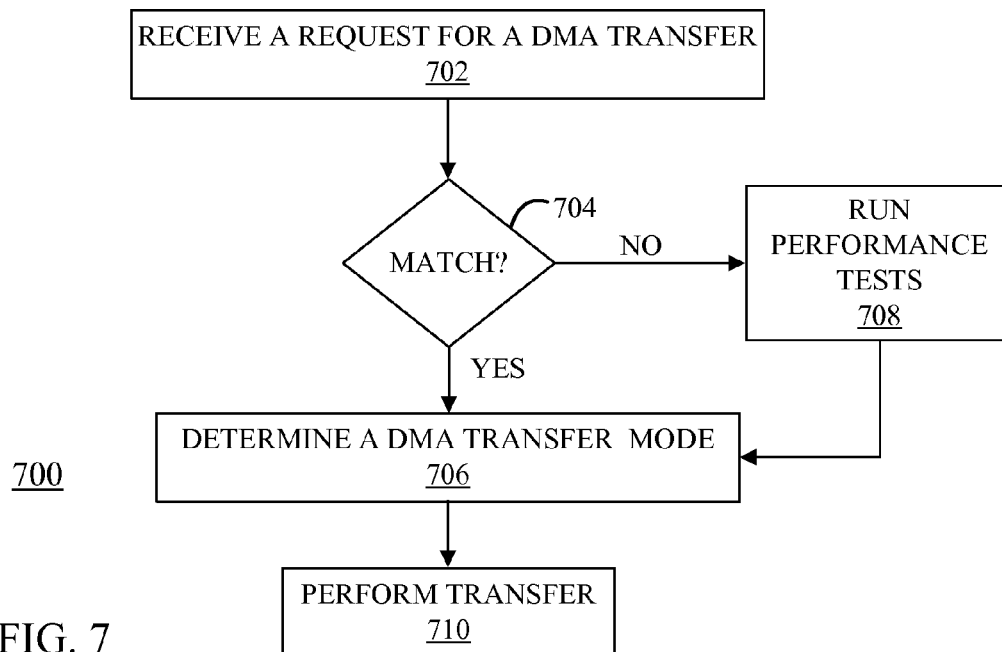 RECEIVE A REQUEST FOR A DMA TRANSFER
702
704
MATCH?
NO
RUN
PERFORMANCE
TESTS
708
YES
DETERMINE A DMA TRANSFER MODE
706
700
PERFORM TRANSFER
710
FIG. 7